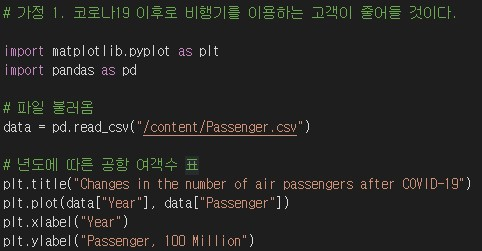 # 가정 1. 코로나19 이후로 비행기를 이용하는 고객이 줄어들 것이다.
import matplotlib.pyplot as plt
import pandas as pd
# 파일 불러옴
data = pd.read_csv("/content/Passenger.csv")
# 년도에 따른 공항 여객수 표
plt.title("Changes in the number of air passengers after COVID-19")
plt.plot(data["Year"], data["Passenger"])
plt.xlabel("Year")
plt.ylabel("Passenger, 100 Million")